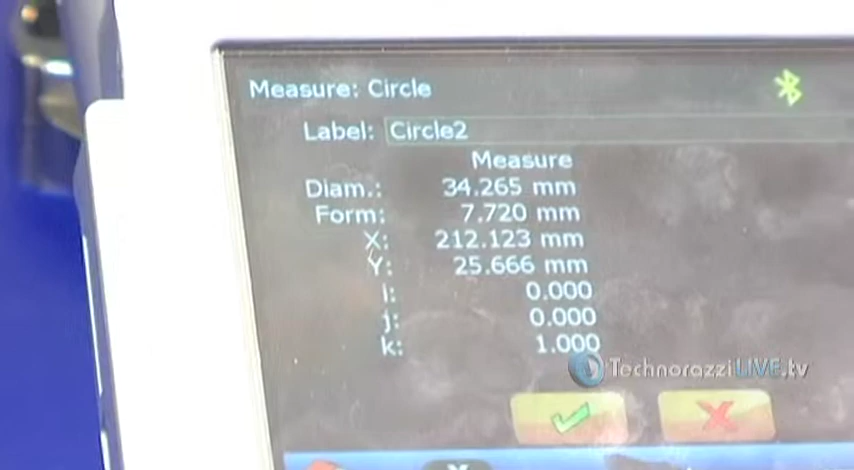 Measure: Circle
Label: Circle2
Measure
Diam.: 34.265 mm
Form: 7.720 mm
X: 212.123 mm
Y: 25.666 mm
i: 0.000
j: 0.000
k: 1.000
TechnorazziLIVE.tv